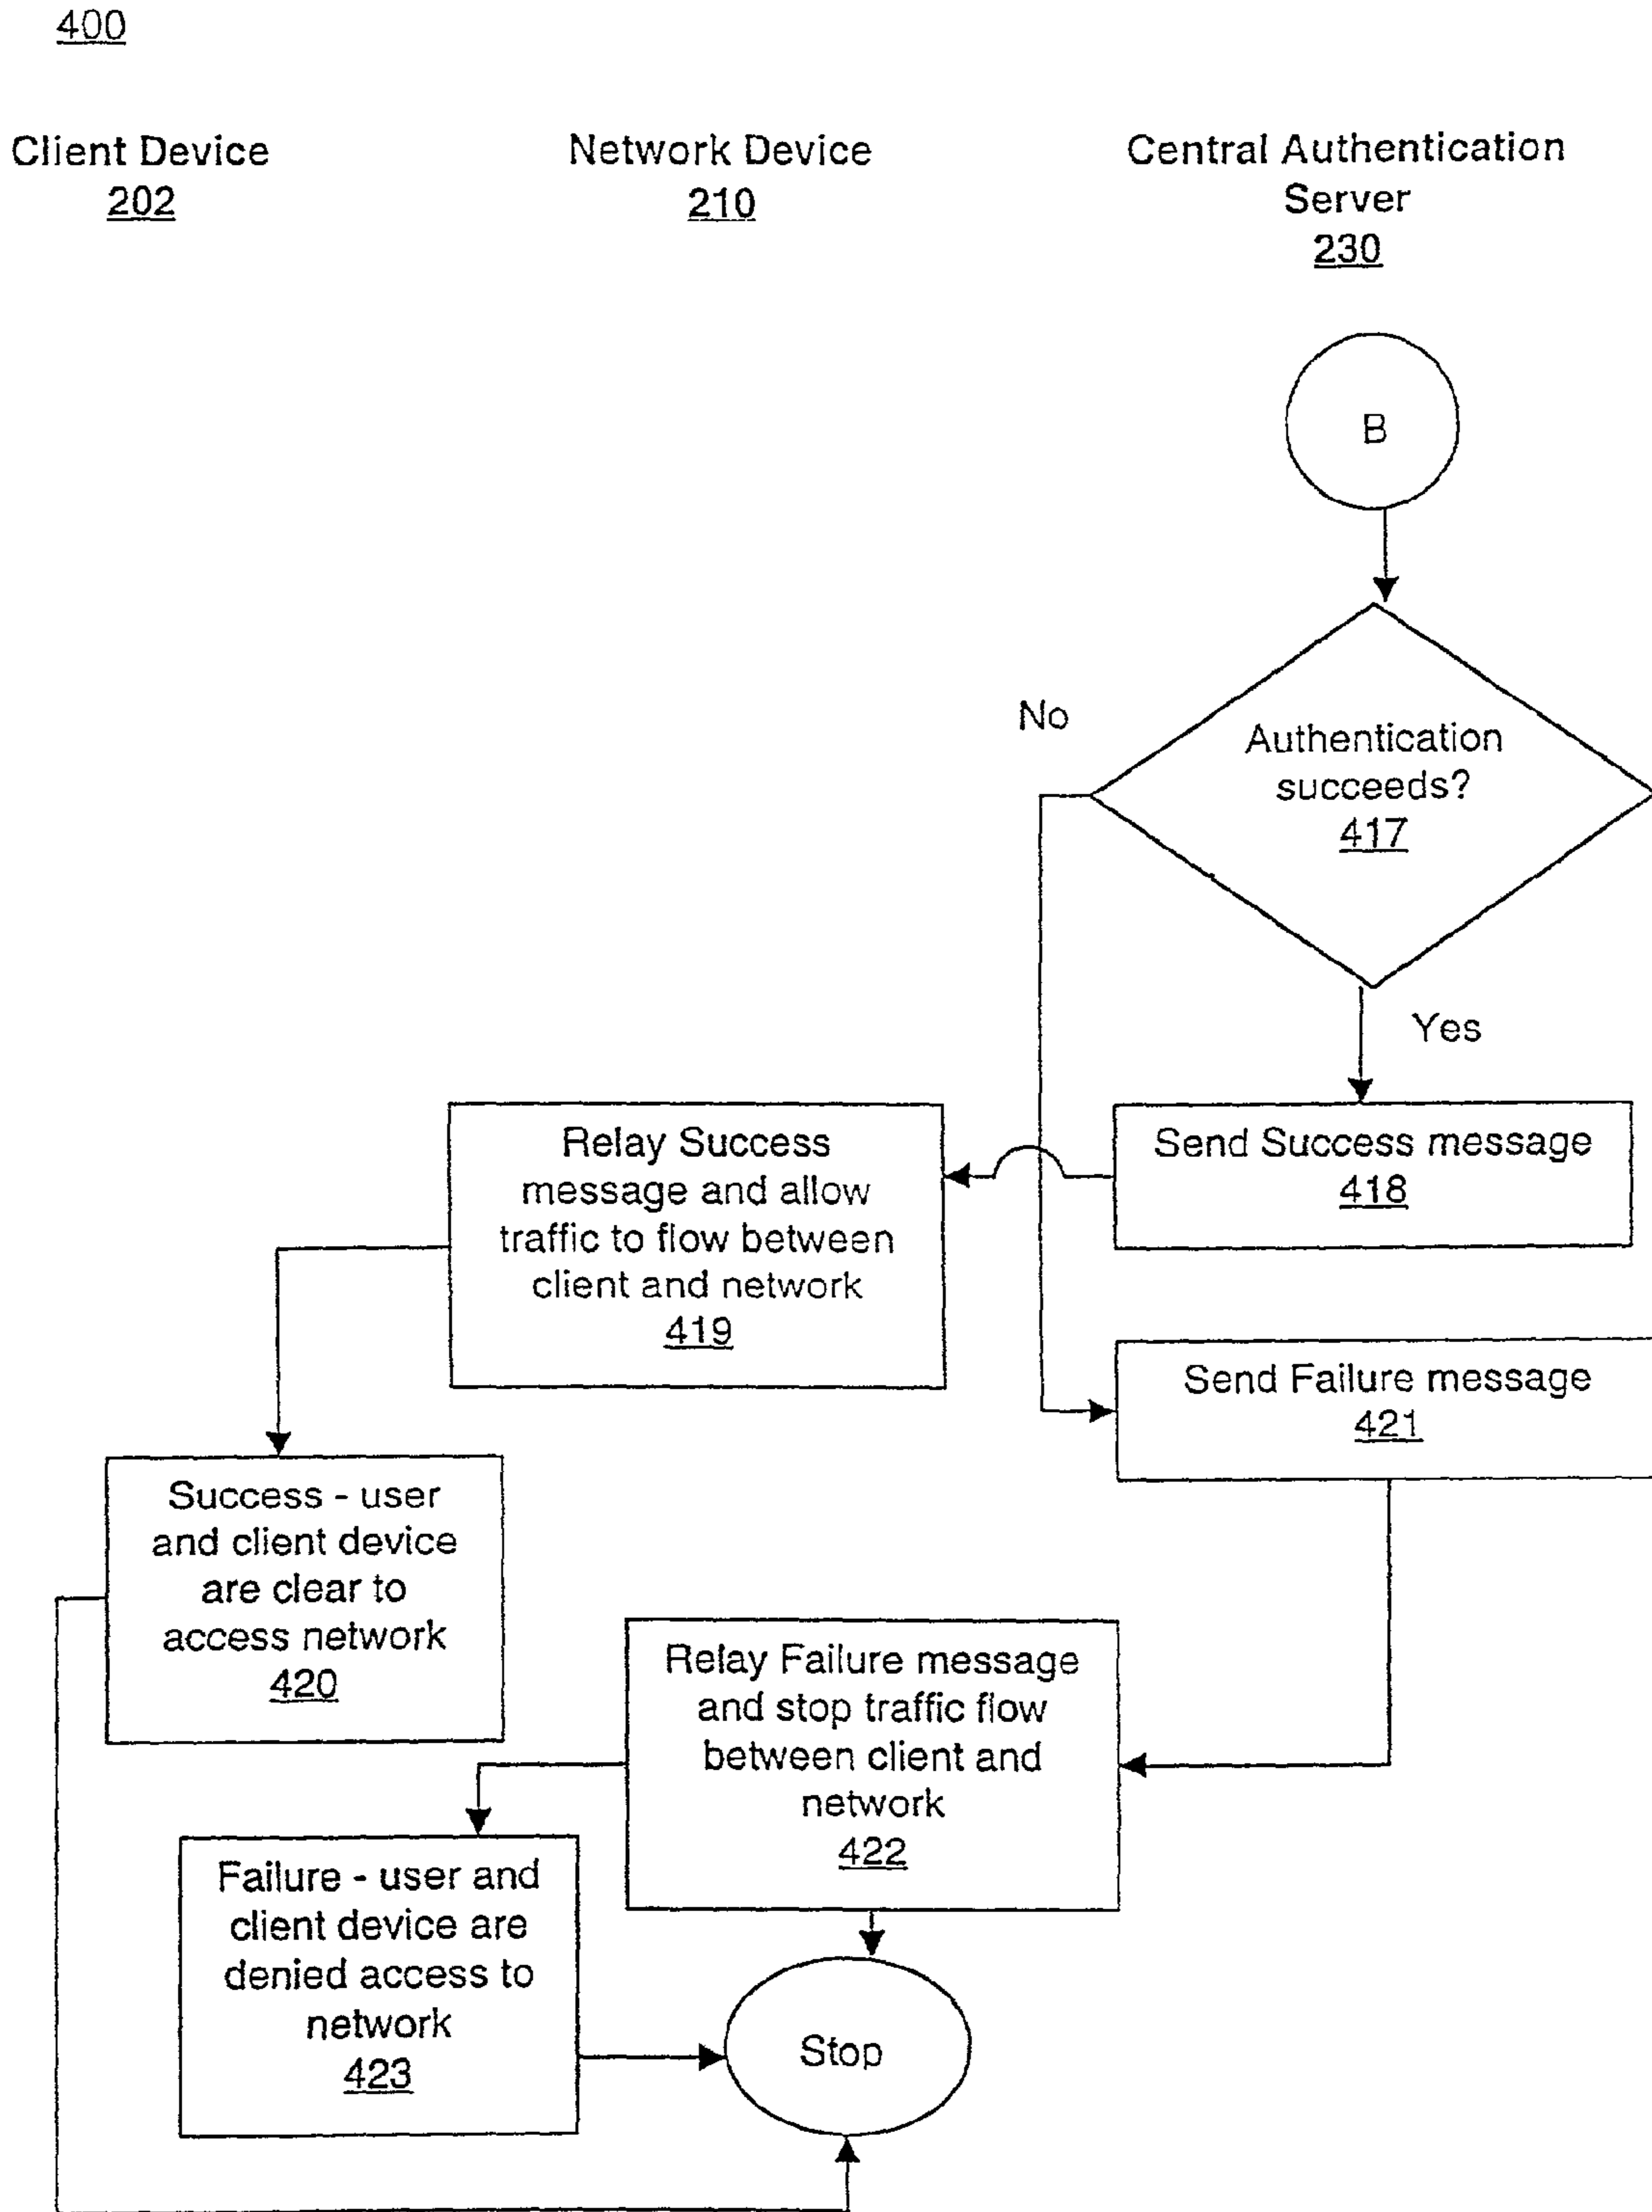 400
Client Device
202
Network Device
210
Central Authentication
Server
230
B
No
Authentication
succeeds?
417
Yes
Send Success message
418
Relay Success
message and allow
traffic to flow between
client and network
419
Send Failure message
421
Success - user
and client device
are clear to
access network
420
Relay Failure message
and stop traffic flow
between client and
network
422
Failure - user and
client device are
denied access to
network
423
Stop